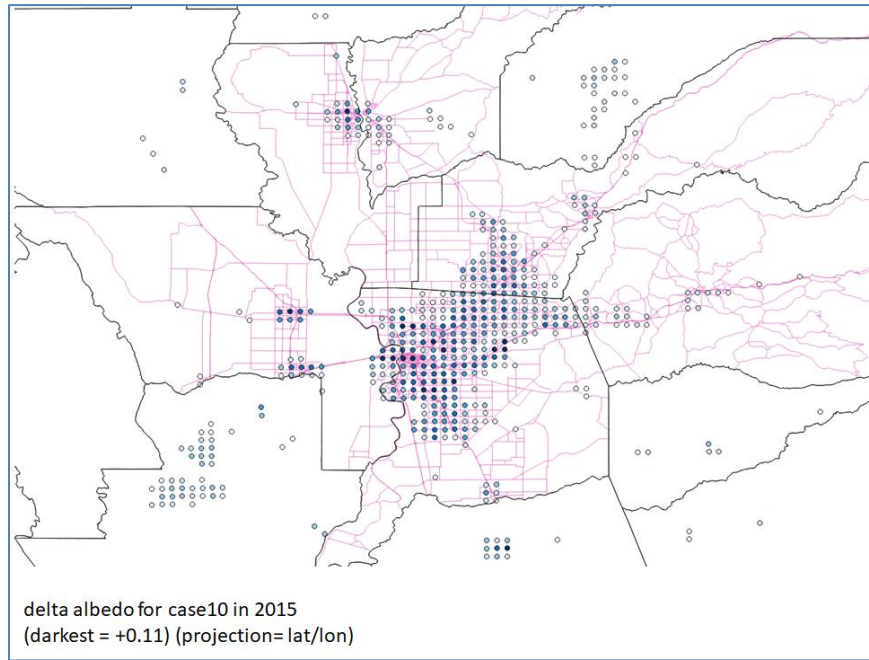 delta albedo for case10 in 2015
(darkest = +0.11) (projection= lat/lon)